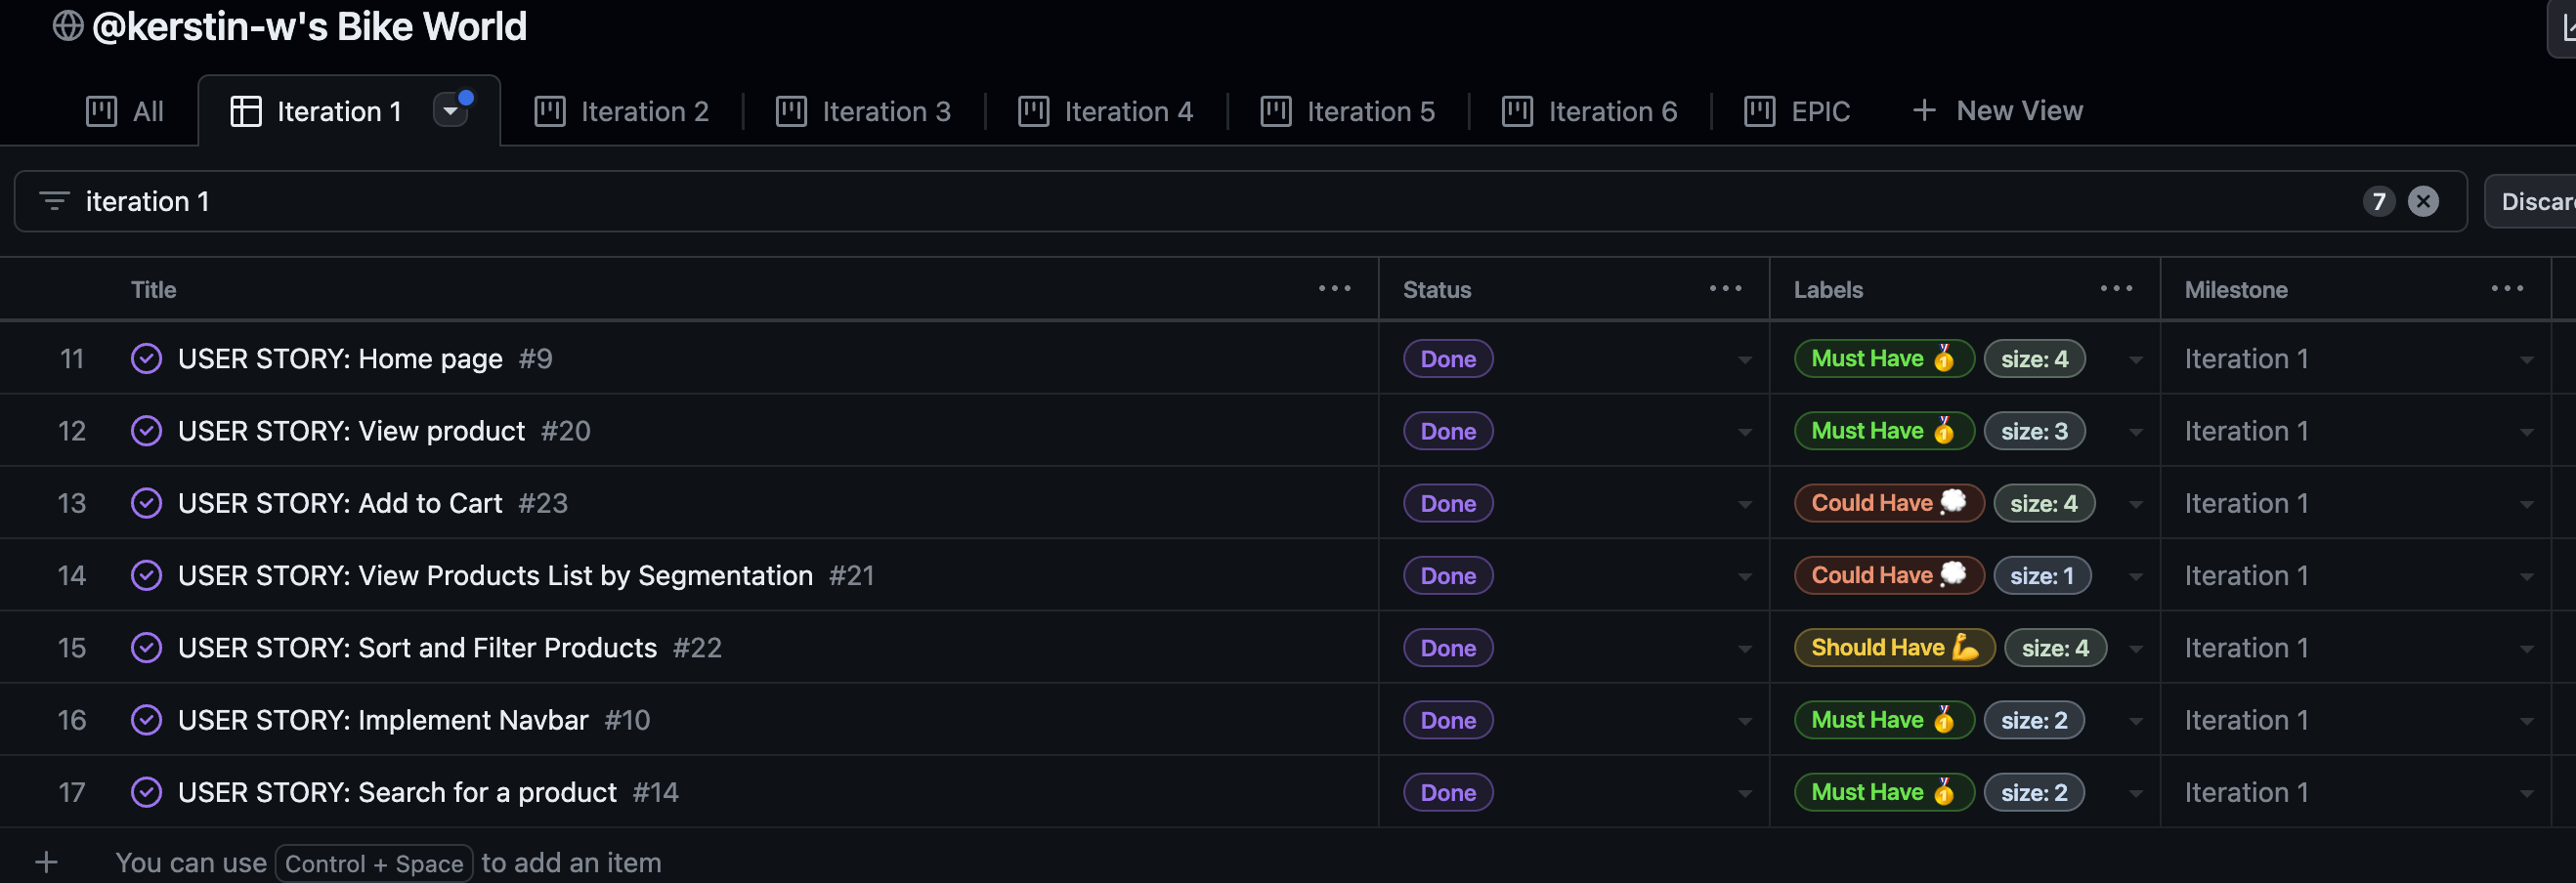 @kerstin-w's Bike World
All Iteration 1 Iteration 2 Iteration 3 Iteration 4 Iteration 5 Iteration 6 EPIC + New View
iteration 1 7 Discar
Title Status Labels Milestone
11 USER STORY: Home page #9 Done Must Have 🥇 size: 4 Iteration 1
12 USER STORY: View product #20 Done Must Have 🥇 size: 3 Iteration 1
13 USER STORY: Add to Cart #23 Done Could Have 💭 size: 4 Iteration 1
14 USER STORY: View Products List by Segmentation #21 Done Could Have 💭 size: 1 Iteration 1
15 USER STORY: Sort and Filter Products #22 Done Should Have 💪 size: 4 Iteration 1
16 USER STORY: Implement Navbar #10 Done Must Have 🥇 size: 2 Iteration 1
17 USER STORY: Search for a product #14 Done Must Have 🥇 size: 2 Iteration 1
+ You can use Control + Space to add an item